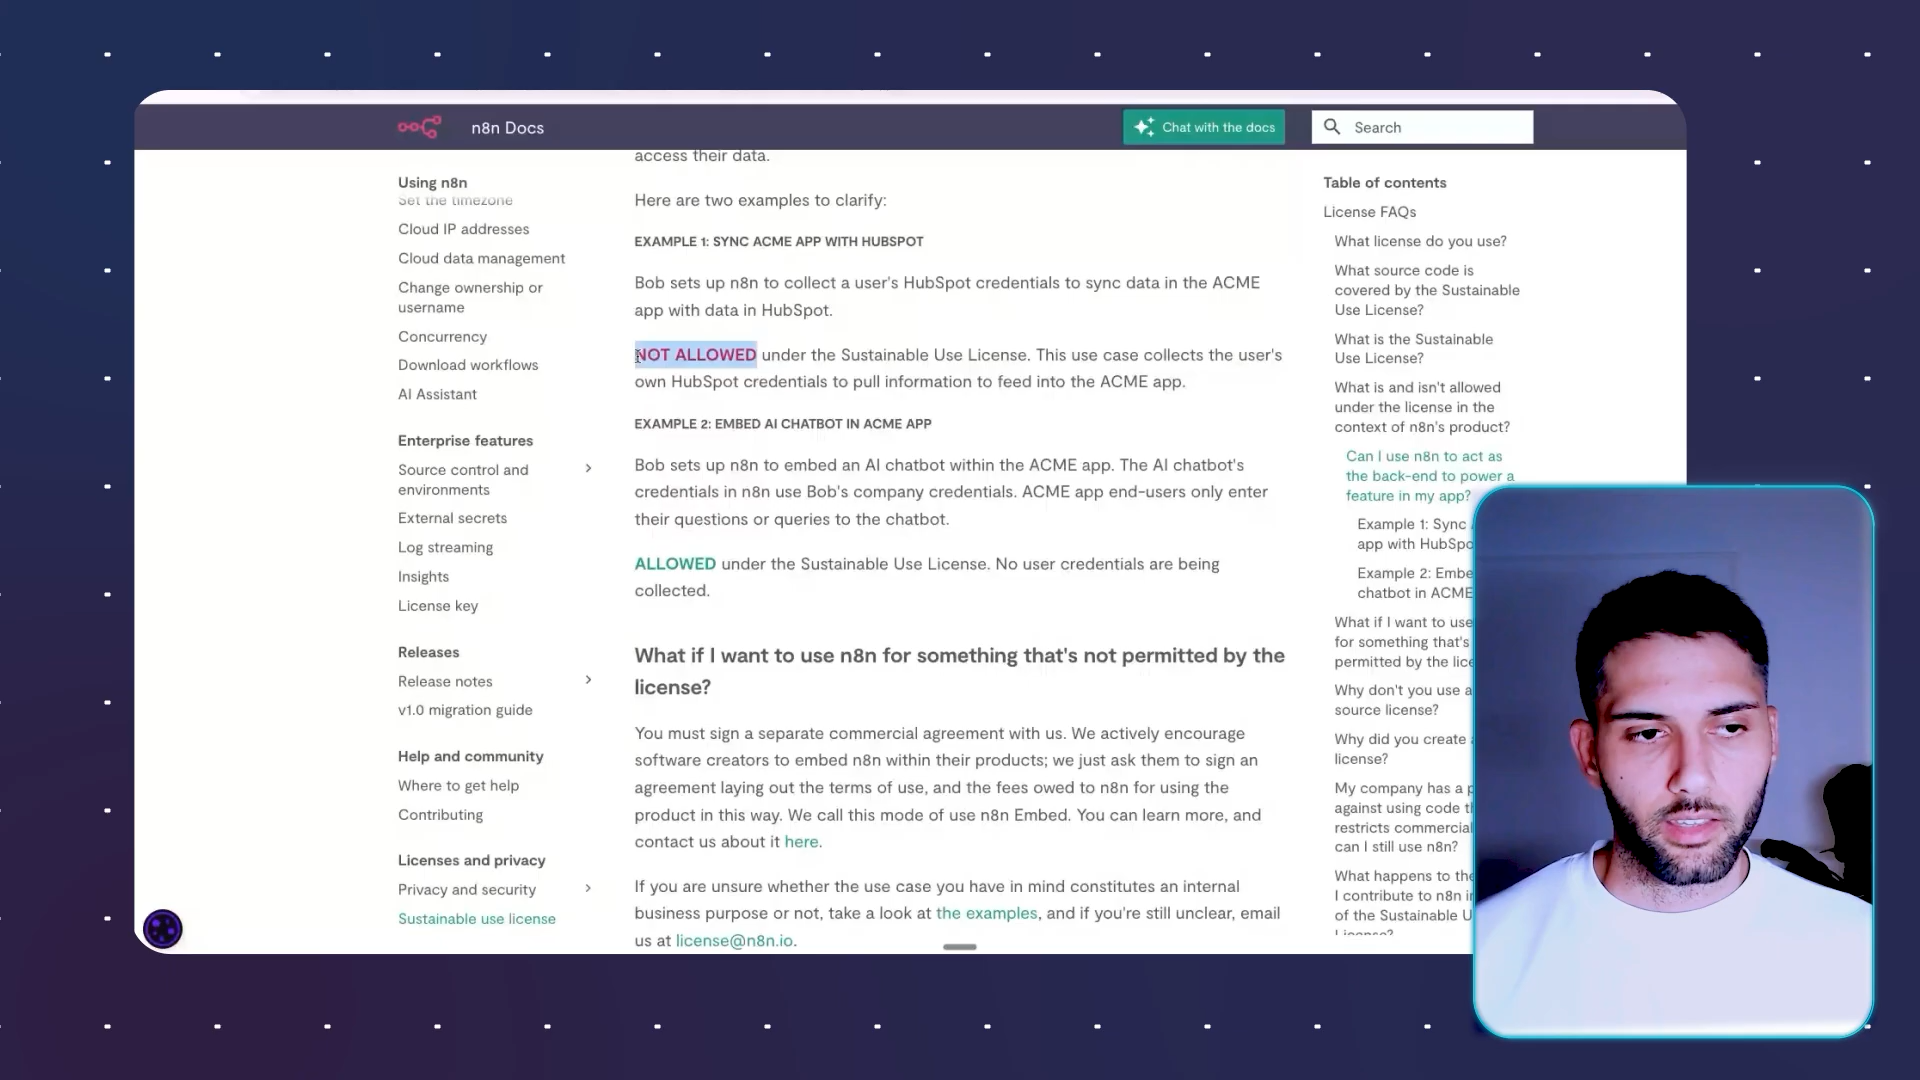 n8n Docs
Chat with the docs
Search
Using n8n
Set the timezone
Cloud IP addresses
Cloud data management
Change ownership or
username
Concurrency
Download workflows
AI Assistant
Enterprise features
Source control and
environments
External secrets
Log streaming
Insights
License key
Releases
Release notes
v1.0 migration guide
Help and community
Where to get help
Contributing
Licenses and privacy
Privacy and security
Sustainable use license
access their data.
Here are two examples to clarify:
EXAMPLE 1: SYNC ACME APP WITH HUBSPOT
Bob sets up n8n to collect a user's HubSpot credentials to sync data in the ACME
app with data in HubSpot.
NOT ALLOWED under the Sustainable Use License. This use case collects the user's
own HubSpot credentials to pull information to feed into the ACME app.
EXAMPLE 2: EMBED AI CHATBOT IN ACME APP
Bob sets up n8n to embed an AI chatbot within the ACME app. The AI chatbot's
credentials in n8n use Bob's company credentials. ACME app end-users only enter
their questions or queries to the chatbot.
ALLOWED under the Sustainable Use License. No user credentials are being
collected.
What if I want to use n8n for something that's not permitted by the
license?
You must sign a separate commercial agreement with us. We actively encourage
software creators to embed n8n within their products; we just ask them to sign an
agreement laying out the terms of use, and the fees owed to n8n for using the
product in this way. We call this mode of use n8n Embed. You can learn more, and
contact us about it here.
If you are unsure whether the use case you have in mind constitutes an internal
business purpose or not, take a look at the examples, and if you're still unclear, email
us at license@n8n.io.
Table of contents
License FAQs
What license do you use?
What source code is
covered by the Sustainable
Use License?
What is the Sustainable
Use License?
What is and isn't allowed
under the license in the
context of n8n's product?
Can I use n8n to act as
the back-end to power a
feature in my app?
Example 1: Sync
app with HubSpo
Example 2: Embe
chatbot in ACME
What if I want to use
for something that's
permitted by the lice
Why don't you use a
source license?
Why did you create
license?
My company has a p
against using code t
restricts commercial
can I still use n8n?
What happens to the
I contribute to n8n i
of the Sustainable U
License?